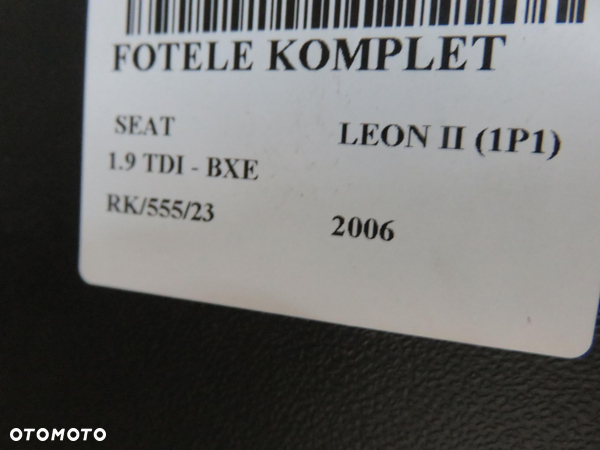 FOTELE KOMPLET
SEAT LEON II (1P1)
1.9 TDI - BXE
RK/555/23 2006
OTOMOTO